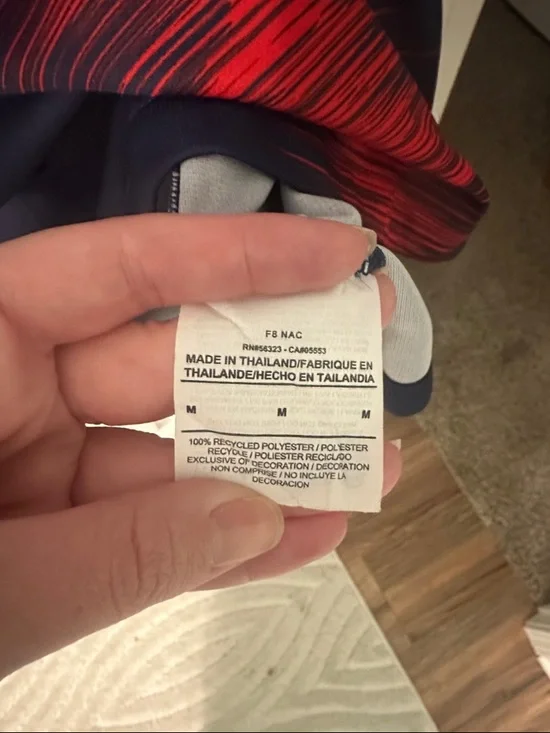 F8 NAC
RN#56323 - CA#05553
MADE IN THAILAND/FABRIQUE EN
THAILANDE/HECHO EN TAILANDIA
M M M
100% RECYCLED POLYESTER / POLYESTER
RECYCLE / POLIESTER RECICLADO
EXCLUSIVE OF DECORATION / DECORATION
NON COMPRISE / NO INCLUYE LA
DECORACION